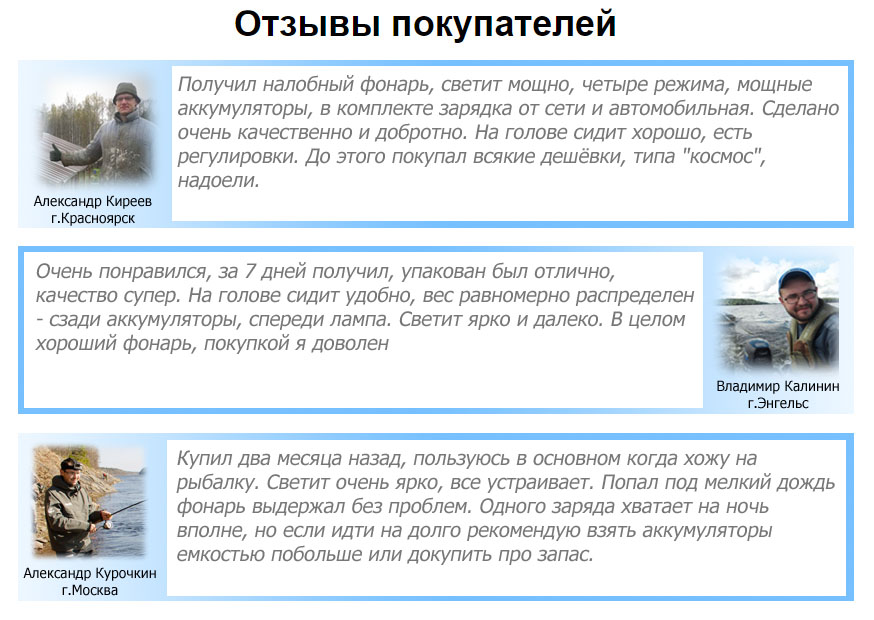 Отзывы покупателей
Получил налобный фонарь, светит мощно, четыре режима, мощные
аккумуляторы, в комплекте зарядка от сети и автомобильная. Сделано
очень качественно и добротно. На голове сидит хорошо, есть
регулировки. До этого покупал всякие дешёвки, типа "космос",
надоели.
Александр Киреев
г.Красноярск
Очень понравился, за 7 дней получил, упакован был отлично,
качество супер. На голове сидит удобно, вес равномерно распределен
- сзади аккумуляторы, спереди лампа. Светит ярко и далеко. В целом
хороший фонарь, покупкой я доволен
Владимир Калинин
г.Энгельс
Купил два месяца назад, пользуюсь в основном когда хожу на
рыбалку. Светит очень ярко, все устраивает. Попал под мелкий дождь
фонарь выдержал без проблем. Одного заряда хватает на ночь
вполне, но если идти на долго рекомендую взять аккумуляторы
емкостью побольше или докупить про запас.
Александр Курочкин
г.Москва